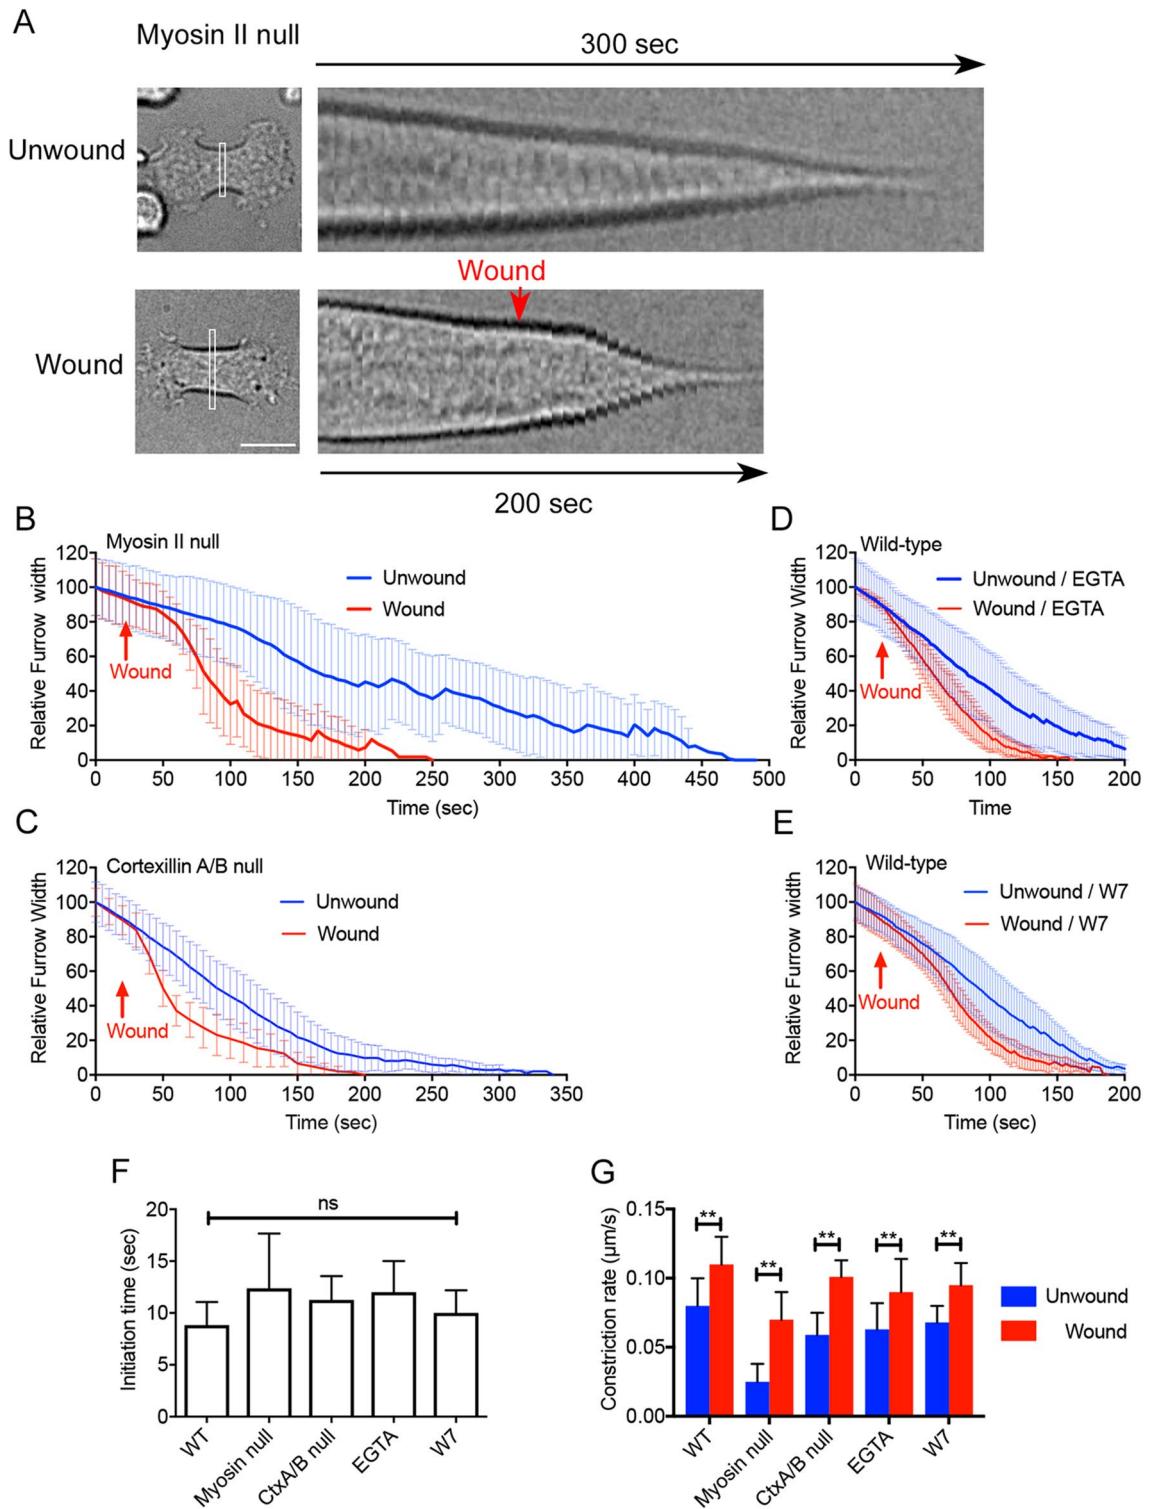 A
Myosin II null
300 sec
Unwound
Wound
Wound
200 sec
B
Myosin II null
Relative Furrow width
120
100
80
60
40
20
0
Unwound
Wound
Wound
0 50 100 150 200 250 300 350 400 450 500
Time (sec)
D
Wild-type
Relative Furrow Width
120
100
80
60
40
20
0
Unwound / EGTA
Wound / EGTA
Wound
0 50 100 150 200
Time
C
Cortexillin A/B null
Relative Furrow Width
120
100
80
60
40
20
0
Unwound
Wound
Wound
0 50 100 150 200 250 300 350
Time (sec)
E
Wild-type
Relative Furrow width
120
100
80
60
40
20
0
Unwound / W7
Wound / W7
Wound
0 50 100 150 200
Time (sec)
F
Initiation time (sec)
20
15
10
5
0
ns
WT
Myosin null
CtxA/B null
EGTA
W7
G
Constriction rate (μm/s)
0.15
0.10
0.05
0.00
** ** ** ** **
WT
Myosin null
CtxA/B null
EGTA
W7
Unwound
Wound